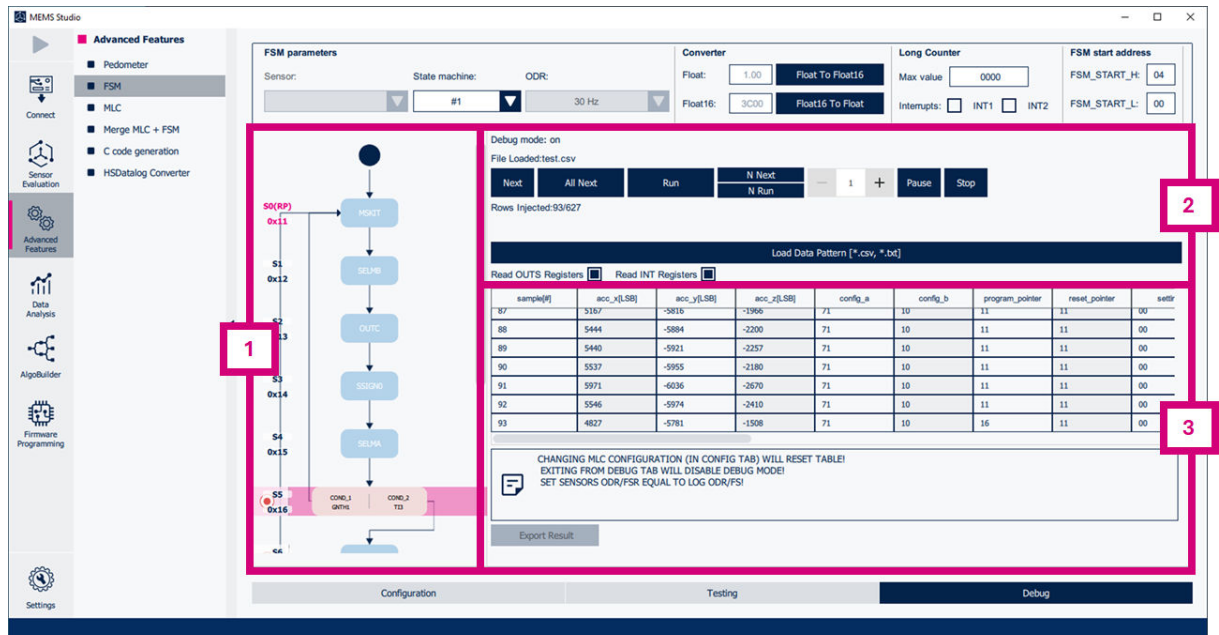 MEMS Studio
Connect
Sensor
Evaluation
Advanced
Features
Data
Analysis
AlgoBuilder
Firmware
Programming
Settings
Advanced Features
Pedometer
FSM
MLC
Merge MLC + FSM
C code generation
HSDatalog Converter
FSM parameters
Sensor: State machine: ODR:
#1 30 Hz
Converter
Float: 1.00 Float To Float16
Float16: 3C00 Float16 To Float
Long Counter
Max value 0000
Interrupts: INT1 INT2
FSM start address
FSM_START_H: 04
FSM_START_L: 00
S0(RP)
0x11
MSKIT
S1
0x12
SELMB
S2
13
OUTC
S3
0x14
SSIGN0
S4
0x15
SELMA
S5
0x16
COND_1 COND_2
GNTH1 TI3
S6
1
Debug mode: on
File Loaded:test.csv
Next All Next Run N Next N Run 1 + Pause Stop
Rows Injected:93/627
2
Load Data Pattern [*.csv, *.txt]
Read OUTS Registers Read INT Registers
sample[#] acc_x[LSB] acc_y[LSB] acc_z[LSB] config_a config_b program_pointer reset_pointer settir
87 5167 -5816 -1966 71 10 11 11 00
88 5444 -5884 -2200 71 10 11 11 00
89 5440 -5921 -2257 71 10 11 11 00
90 5537 -5955 -2180 71 10 11 11 00
91 5971 -6036 -2670 71 10 11 11 00
92 5546 -5974 -2410 71 10 11 11 00
93 4827 -5781 -1508 71 10 16 11 00
3
CHANGING MLC CONFIGURATION (IN CONFIG TAB) WILL RESET TABLE!
EXITING FROM DEBUG TAB WILL DISABLE DEBUG MODE!
SET SENSORS ODR/FSR EQUAL TO LOG ODR/FS!
Export Result
Configuration Testing Debug